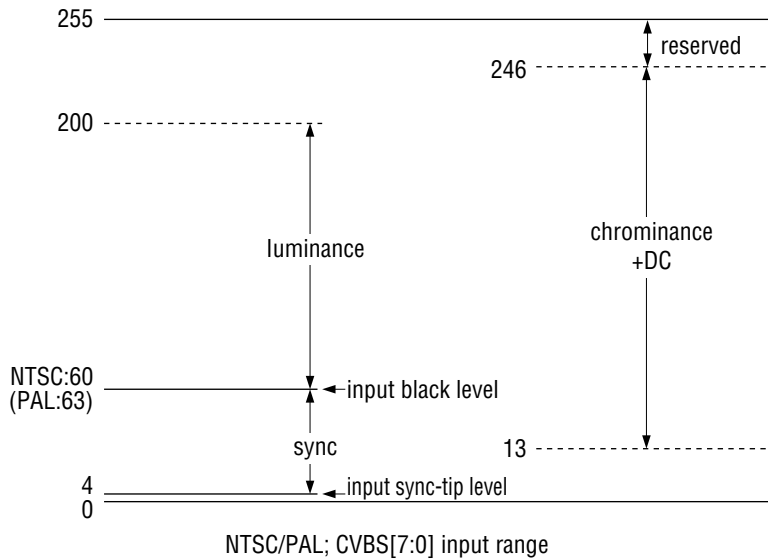 255
reserved
246
200
luminance
chrominance
+DC
NTSC:60
(PAL:63)
input black level
sync
13
4
input sync-tip level
0
NTSC/PAL; CVBS[7:0] input range